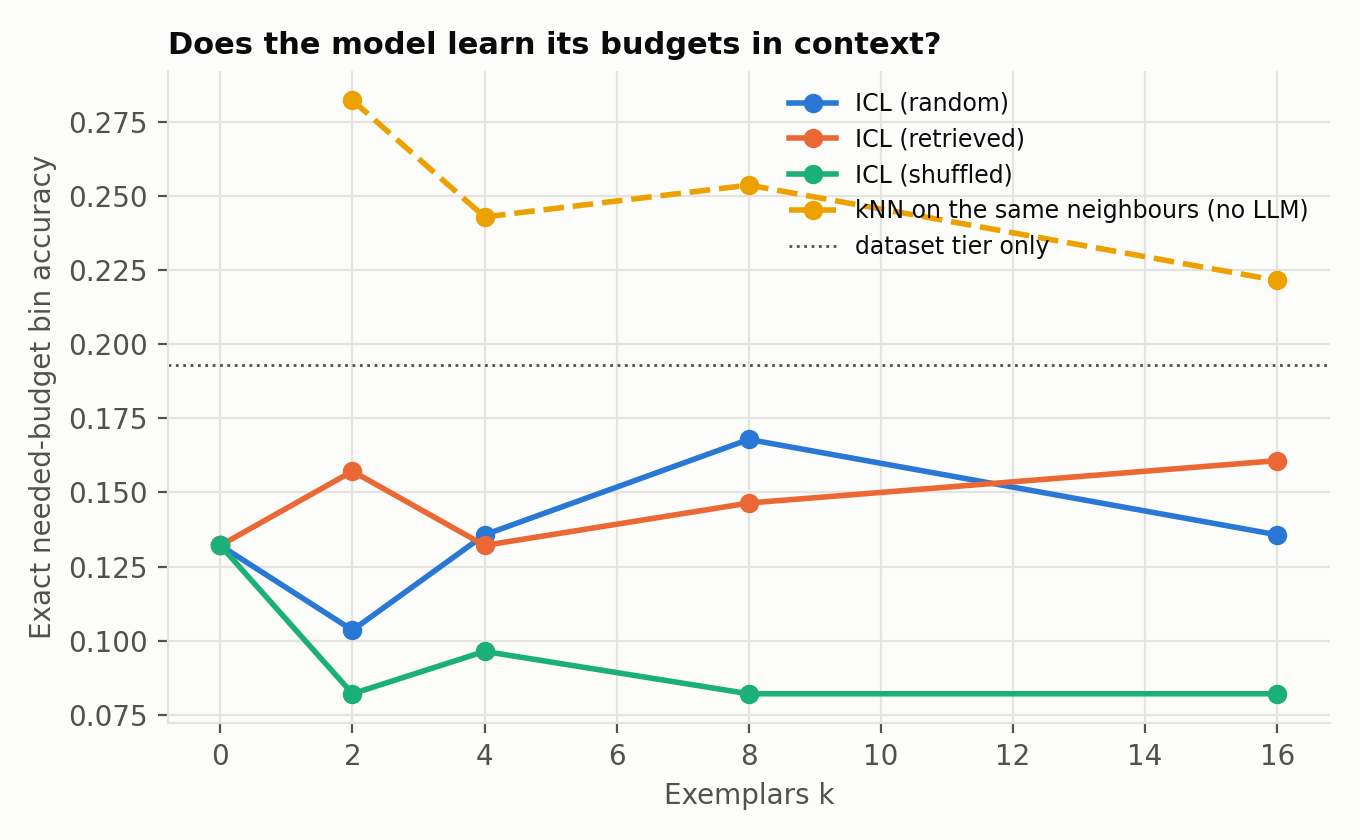 Does the model learn its budgets in context?
ICL (random)
ICL (retrieved)
ICL (shuffled)
kNN on the same neighbours (no LLM)
dataset tier only
Exact needed-budget bin accuracy
0.275
0.250
0.225
0.200
0.175
0.150
0.125
0.100
0.075
0 2 4 6 8 10 12 14 16
Exemplars k